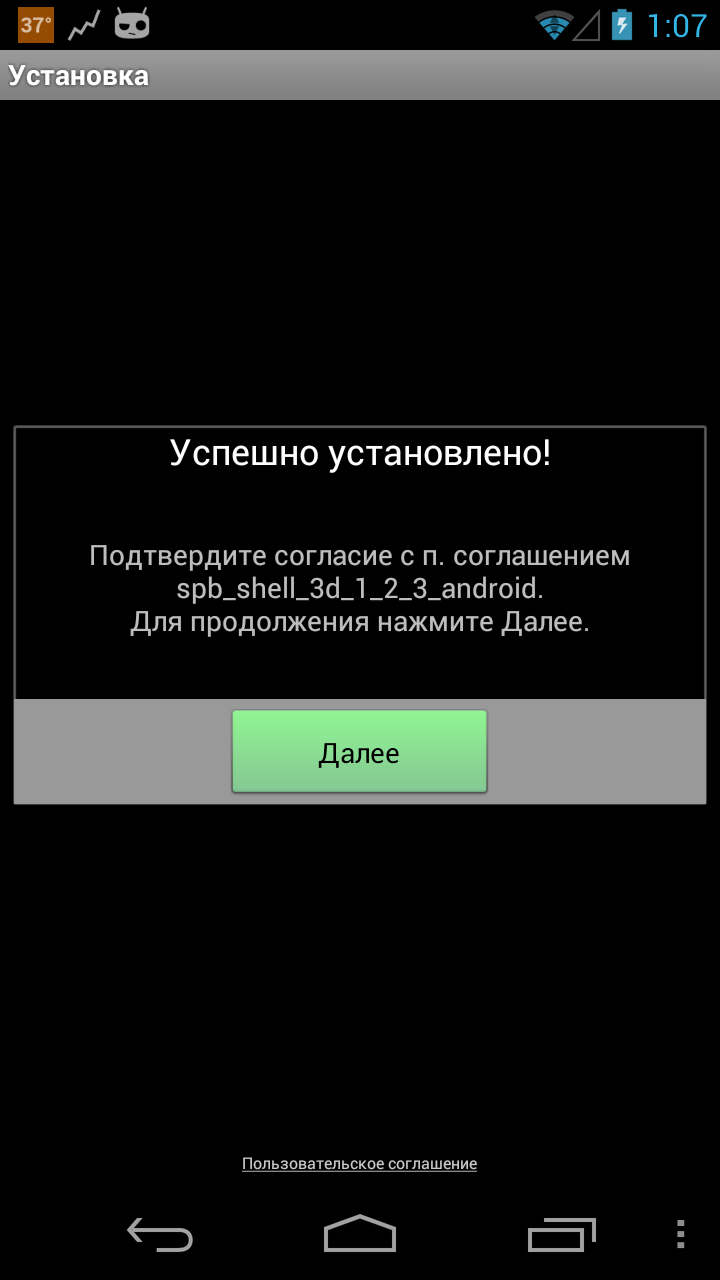 37°
1:07
Установка
Успешно установлено!
Подтвердите согласие с п. соглашением
spb_shell_3d_1_2_3_android.
Для продолжения нажмите Далее.
Далее
Пользовательское соглашение